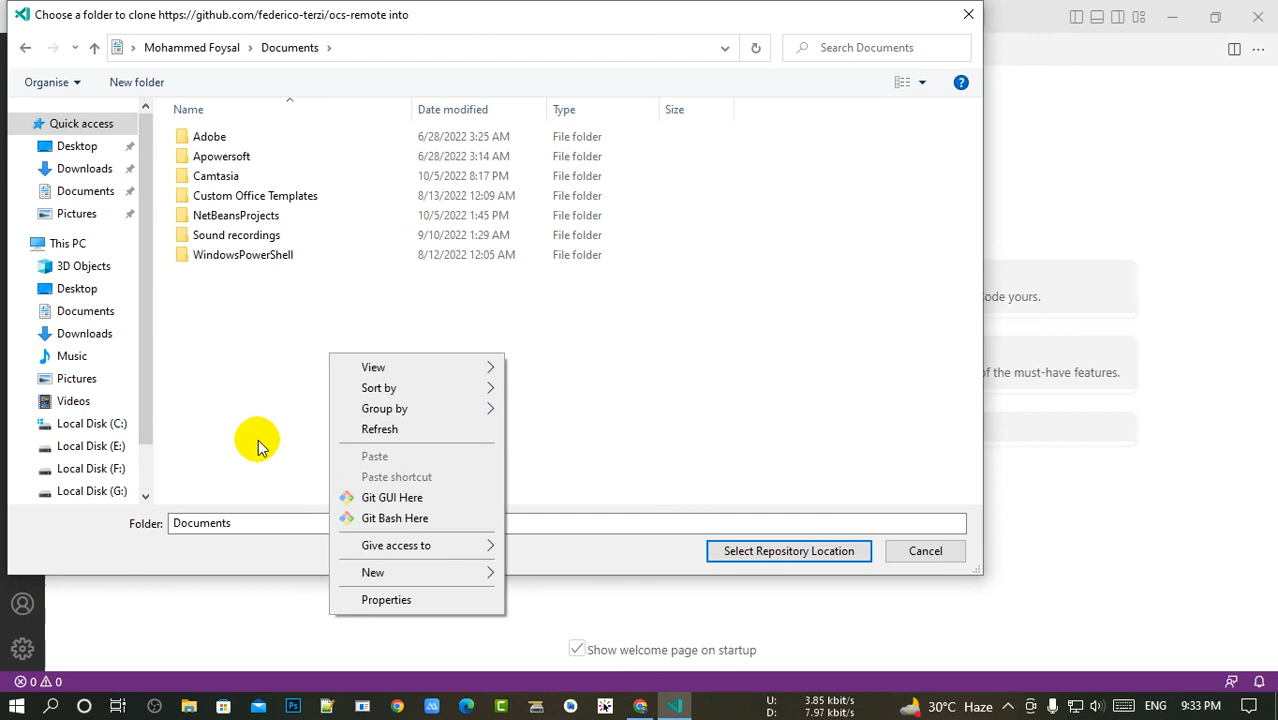 Choose a folder to clone https://github.com/federico-terzi/ocs-remote into
Mohammed Foysal > Documents >
Search Documents
Organise
New folder
Name Date modified Type Size
Quick access
Desktop
Downloads
Documents
Pictures
This PC
3D Objects
Desktop
Documents
Downloads
Music
Pictures
Videos
Local Disk (C:)
Local Disk (E:)
Local Disk (F:)
Local Disk (G:)
Adobe 6/28/2022 3:25 AM File folder
Apowersoft 6/28/2022 3:14 AM File folder
Camtasia 10/5/2022 8:17 PM File folder
Custom Office Templates 8/13/2022 12:09 AM File folder
NetBeansProjects 10/5/2022 1:45 PM File folder
Sound recordings 9/10/2022 1:29 AM File folder
WindowsPowerShell 8/12/2022 12:05 AM File folder
View
Sort by
Group by
Refresh
Paste
Paste shortcut
Git GUI Here
Git Bash Here
Give access to
New
Properties
Folder: Documents
Select Repository Location
Cancel
Code yours.
of the must-have features.
Show welcome page on startup
0 0
Ps
U: 3.85 kbit/s
D: 7.97 kbit/s
30°C Haze
ENG
9:33 PM